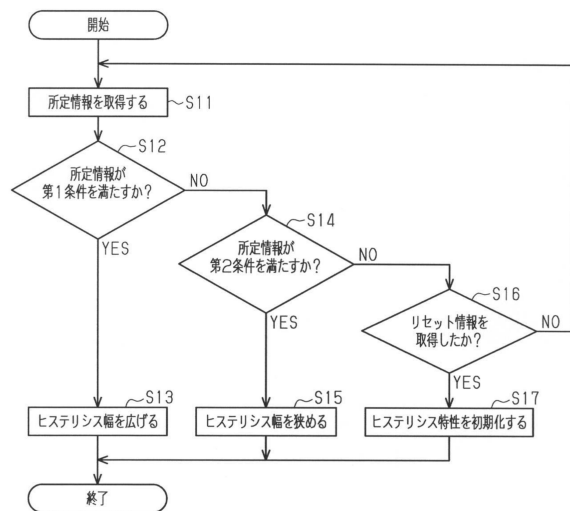 開始
所定情報を取得する
S11
S12
所定情報が
第1条件を満たすか?
NO
YES
S14
所定情報が
第2条件を満たすか?
NO
YES
S16
リセット情報を
取得したか?
NO
YES
S13
ヒステリシス幅を広げる
S15
ヒステリシス幅を狭める
S17
ヒステリシス特性を初期化する
終了